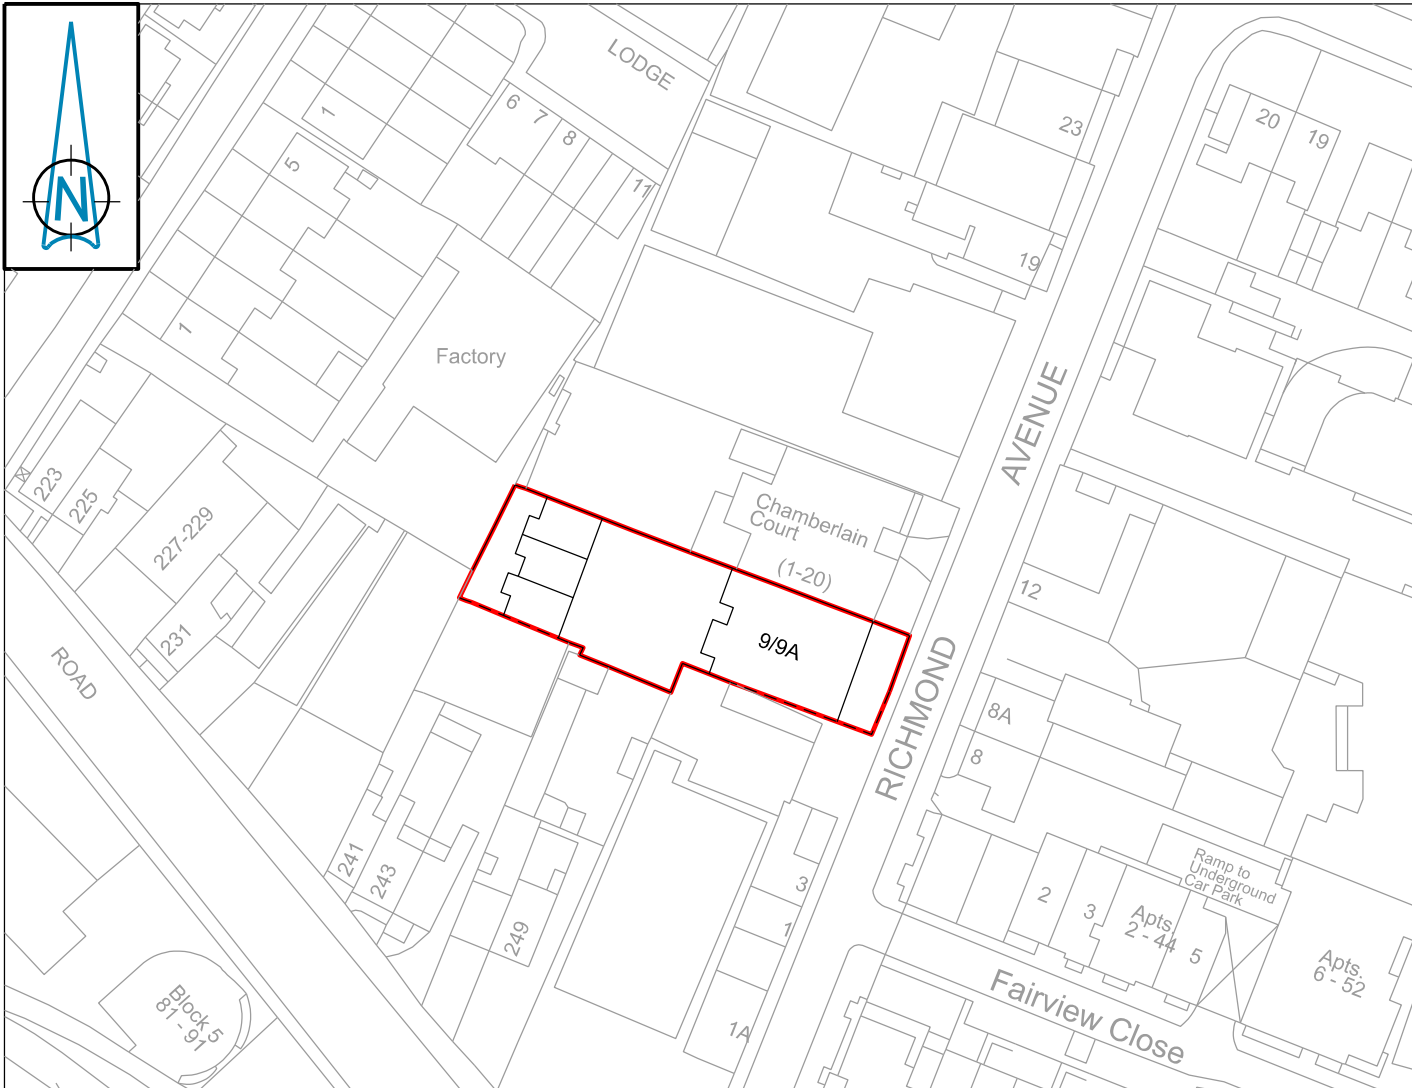 N
LODGE
1
5
6
7
8
11
23
20
19
19
1
Factory
AVENUE
223
225
227-229
231
Chamberlain
Court
(1-20)
12
9/9A
ROAD
RICHMOND
8A
8
241
243
249
3
1
1A
2
3
Apts.
2 - 44
5
Ramp to
Underground
Car Park
Apts.
6 - 52
Fairview Close
Block 5
81 - 91